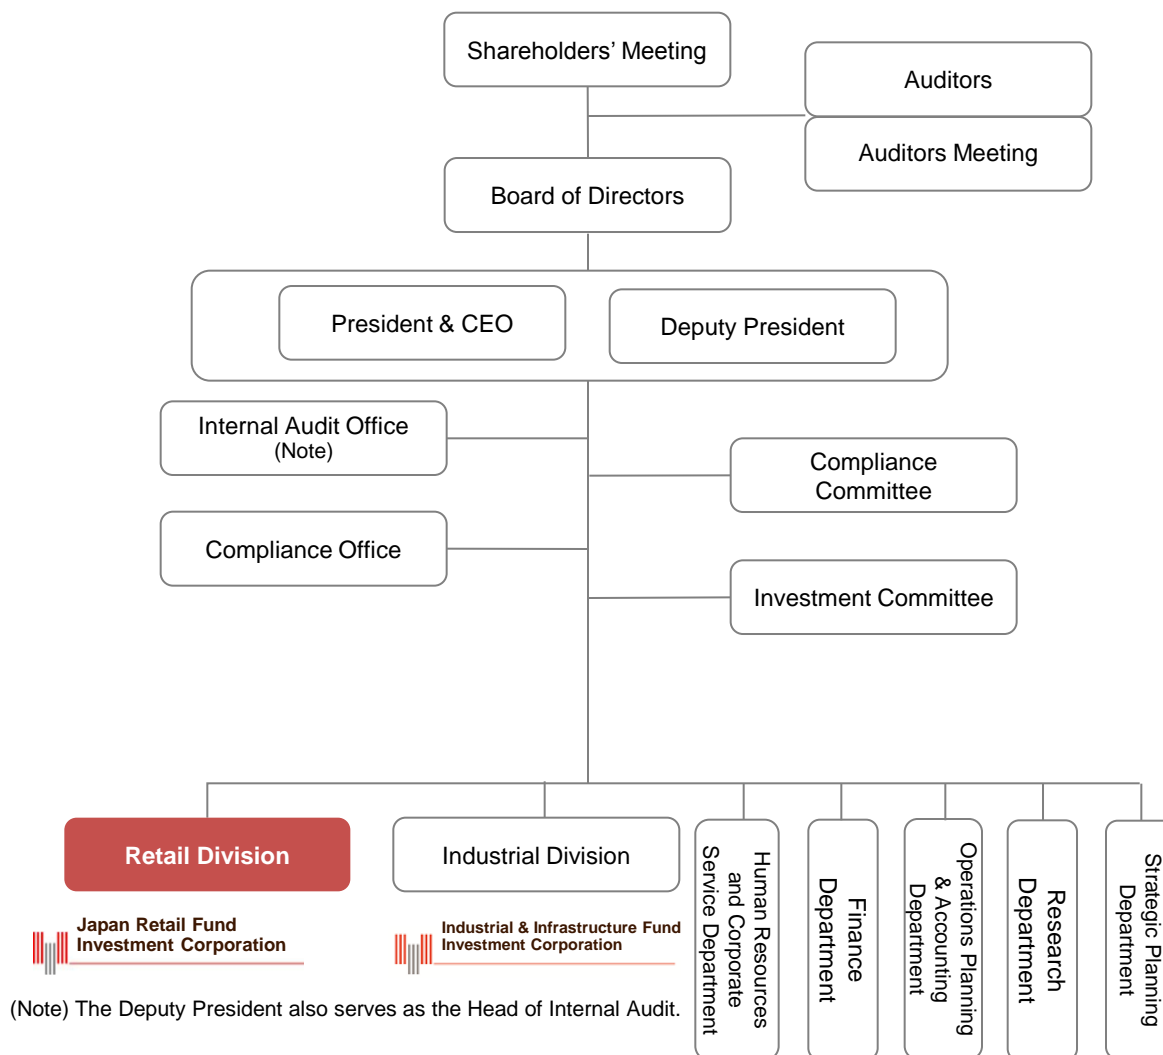 Shareholders’ Meeting
Auditors
Auditors Meeting
Board of Directors
President & CEO
Deputy President
Internal Audit Office
(Note)
Compliance
Committee
Compliance Office
Investment Committee
Retail Division
Industrial Division
Human Resources
and Corporate
Service Department
Finance
Department
Operations Planning
& Accounting
Department
Research
Department
Strategic Planning
Department
Japan Retail Fund
Investment Corporation
Industrial & Infrastructure Fund
Investment Corporation
(Note) The Deputy President also serves as the Head of Internal Audit.